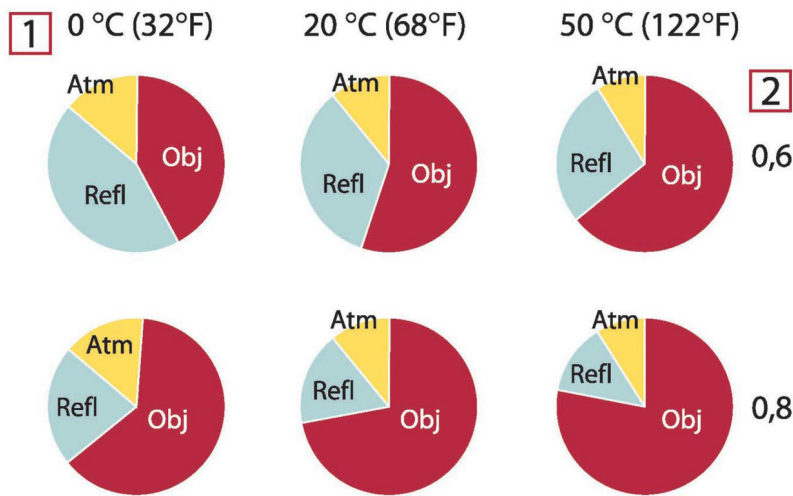 1 0 °C (32°F) 20 °C (68°F) 50 °C (122°F)
2
Atm Atm Atm
Obj Refl Obj Refl Refl Obj
0,6
Atm Atm Atm
Refl Obj Refl Obj Refl Obj
0,8